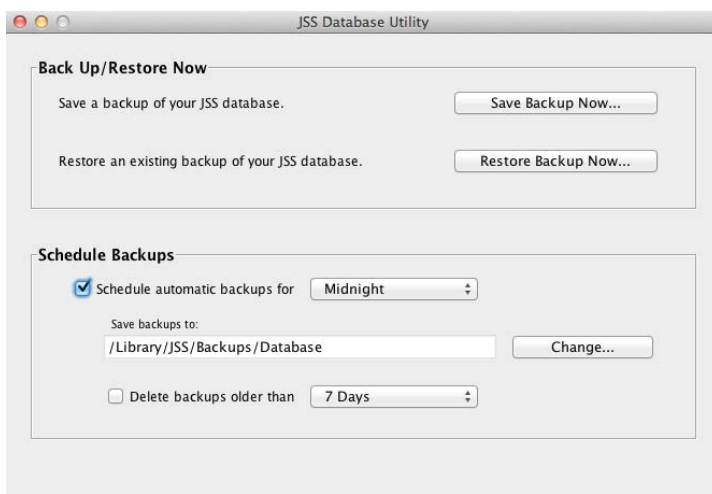 JSS Database Utility
Back Up/Restore Now
Save a backup of your JSS database.
Save Backup Now...
Restore an existing backup of your JSS database.
Restore Backup Now...
Schedule Backups
Schedule automatic backups for Midnight
Save backups to:
/Library/JSS/Backups/Database
Change...
Delete backups older than 7 Days